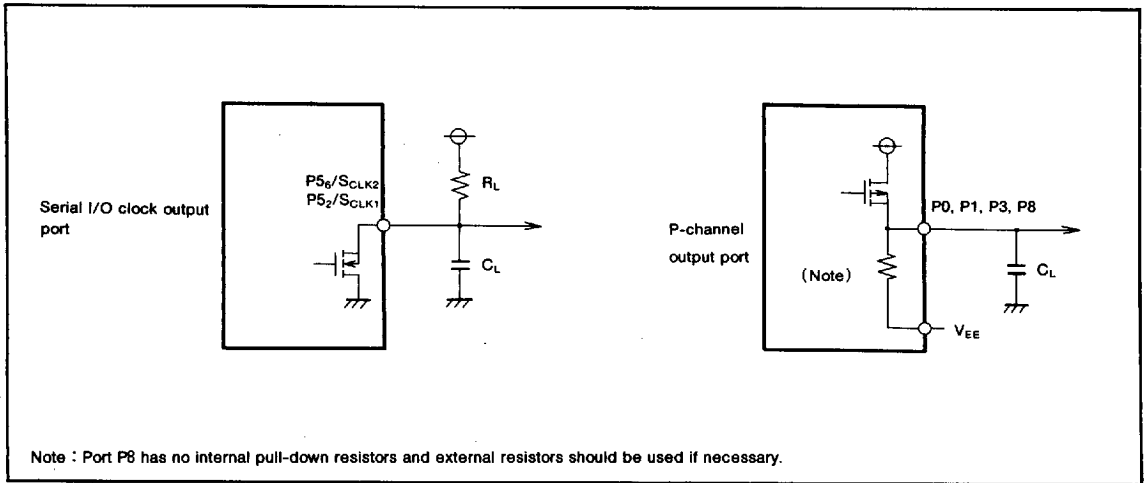 Serial I/O clock output
port
P5₆/S_CLK2
P5₂/S_CLK1
R_L
C_L
P-channel
output port
(Note)
P0, P1, P3, P8
C_L
V_EE
Note : Port P8 has no internal pull-down resistors and external resistors should be used if necessary.